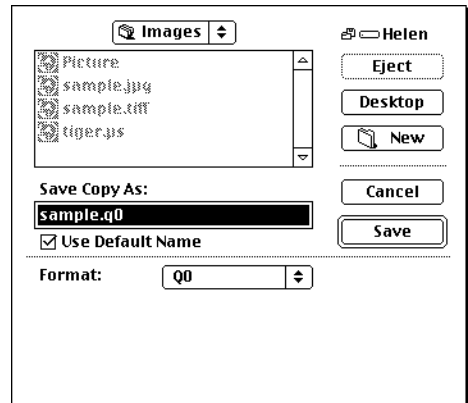 Images
Helen
Picture
sample.jpg
sample.tiff
tiger.ps
Eject
Desktop
New
Save Copy As:
sample.q0
Use Default Name
Cancel
Save
Format:
Q0